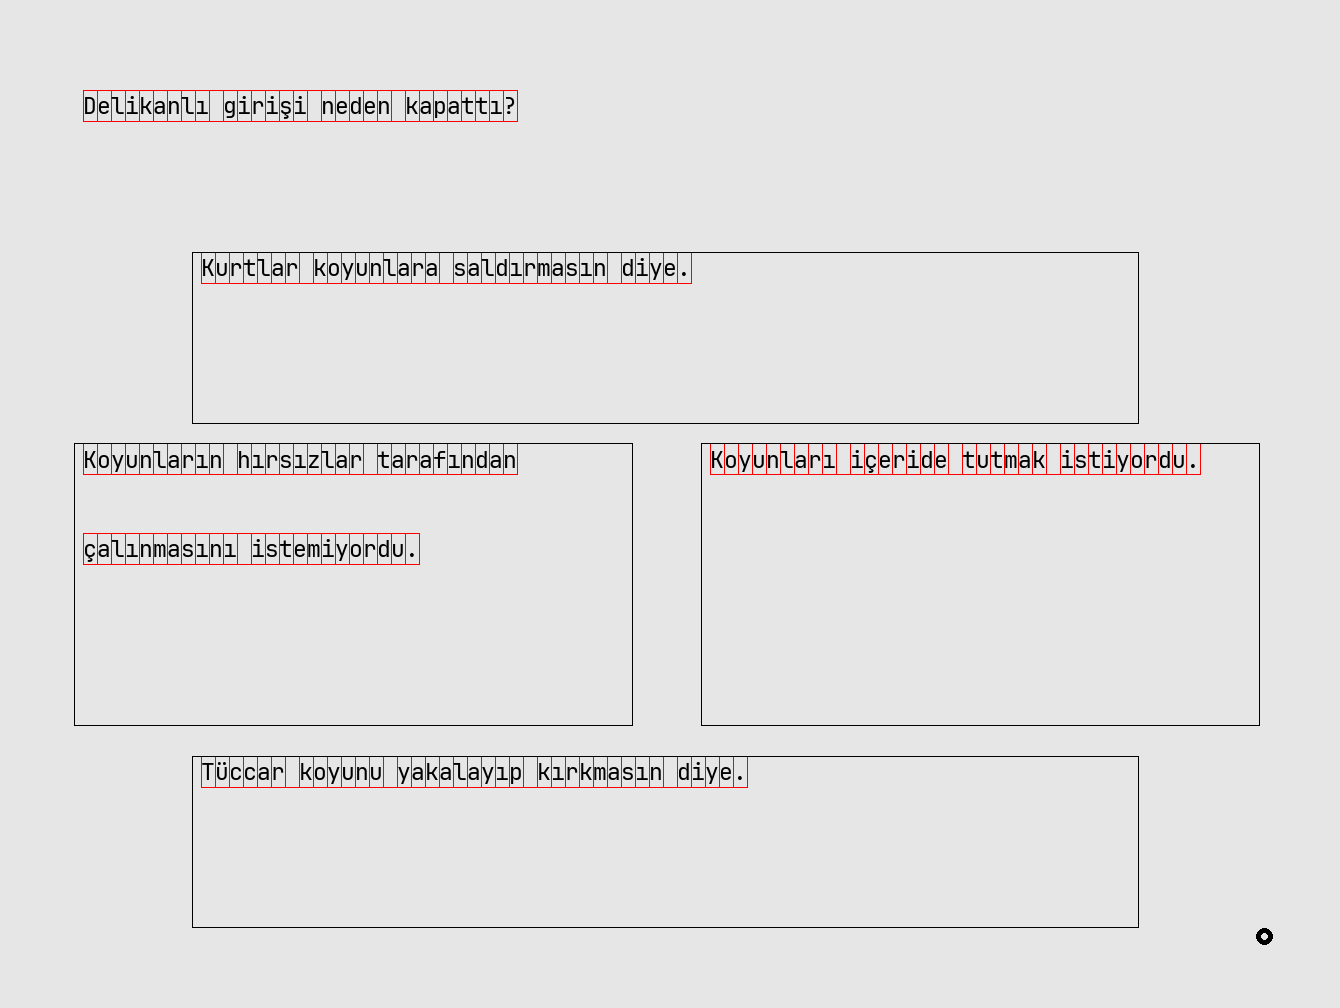 Delikanlı girişi neden kapattı?
Kurtlar koyunlara saldırmasın diye.
Koyunların hırsızlar tarafından
çalınmasını istemiyordu.
Koyunları içeride tutmak istiyordu.
Tüccar koyunu yakalayıp kırkmasın diye.